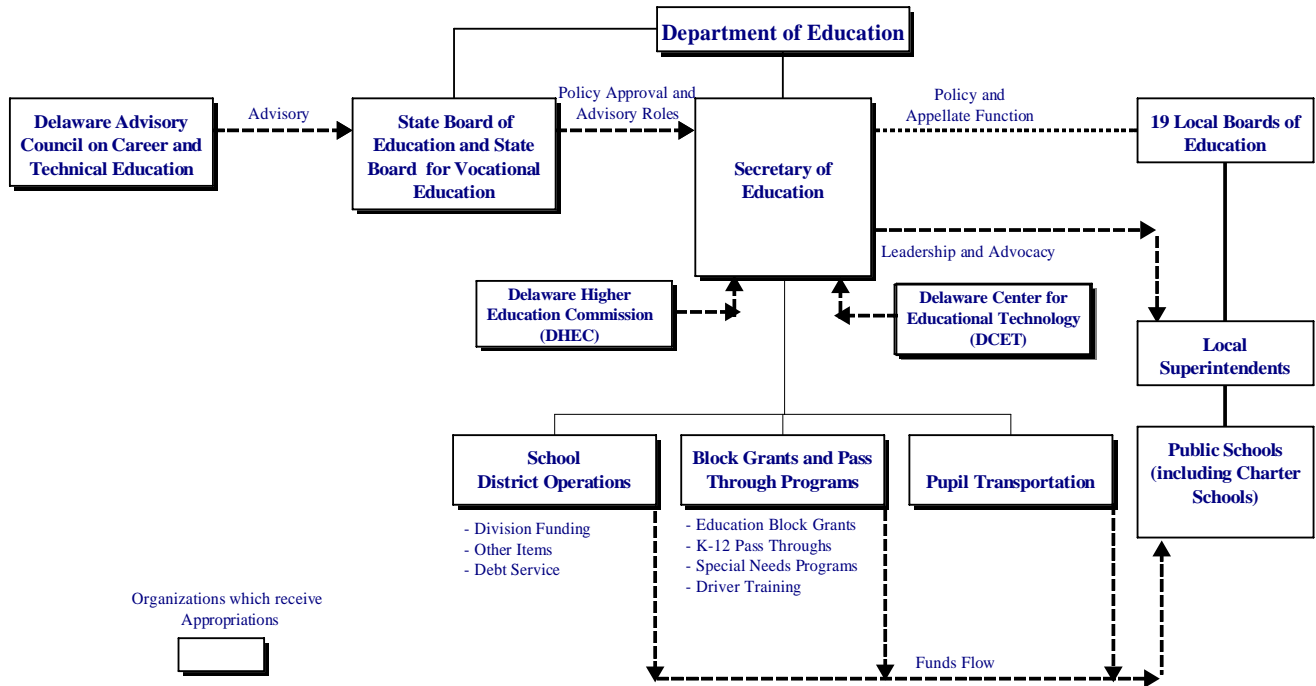 Department of Education
Policy Approval and
Advisory Roles
Policy and
Appellate Function
Advisory
Delaware Advisory
Council on Career and
Technical Education
State Board of
Education and State
Board for Vocational
Education
Secretary of
Education
19 Local Boards of
Education
Leadership and Advocacy
Delaware Higher
Education Commission
(DHEC)
Delaware Center for
Educational Technology
(DCET)
Local
Superintendents
School
District Operations
Block Grants and Pass
Through Programs
Pupil Transportation
Public Schools
(including Charter
Schools)
- Division Funding
- Other Items
- Debt Service
- Education Block Grants
- K-12 Pass Throughs
- Special Needs Programs
- Driver Training
Organizations which receive
Appropriations
Funds Flow